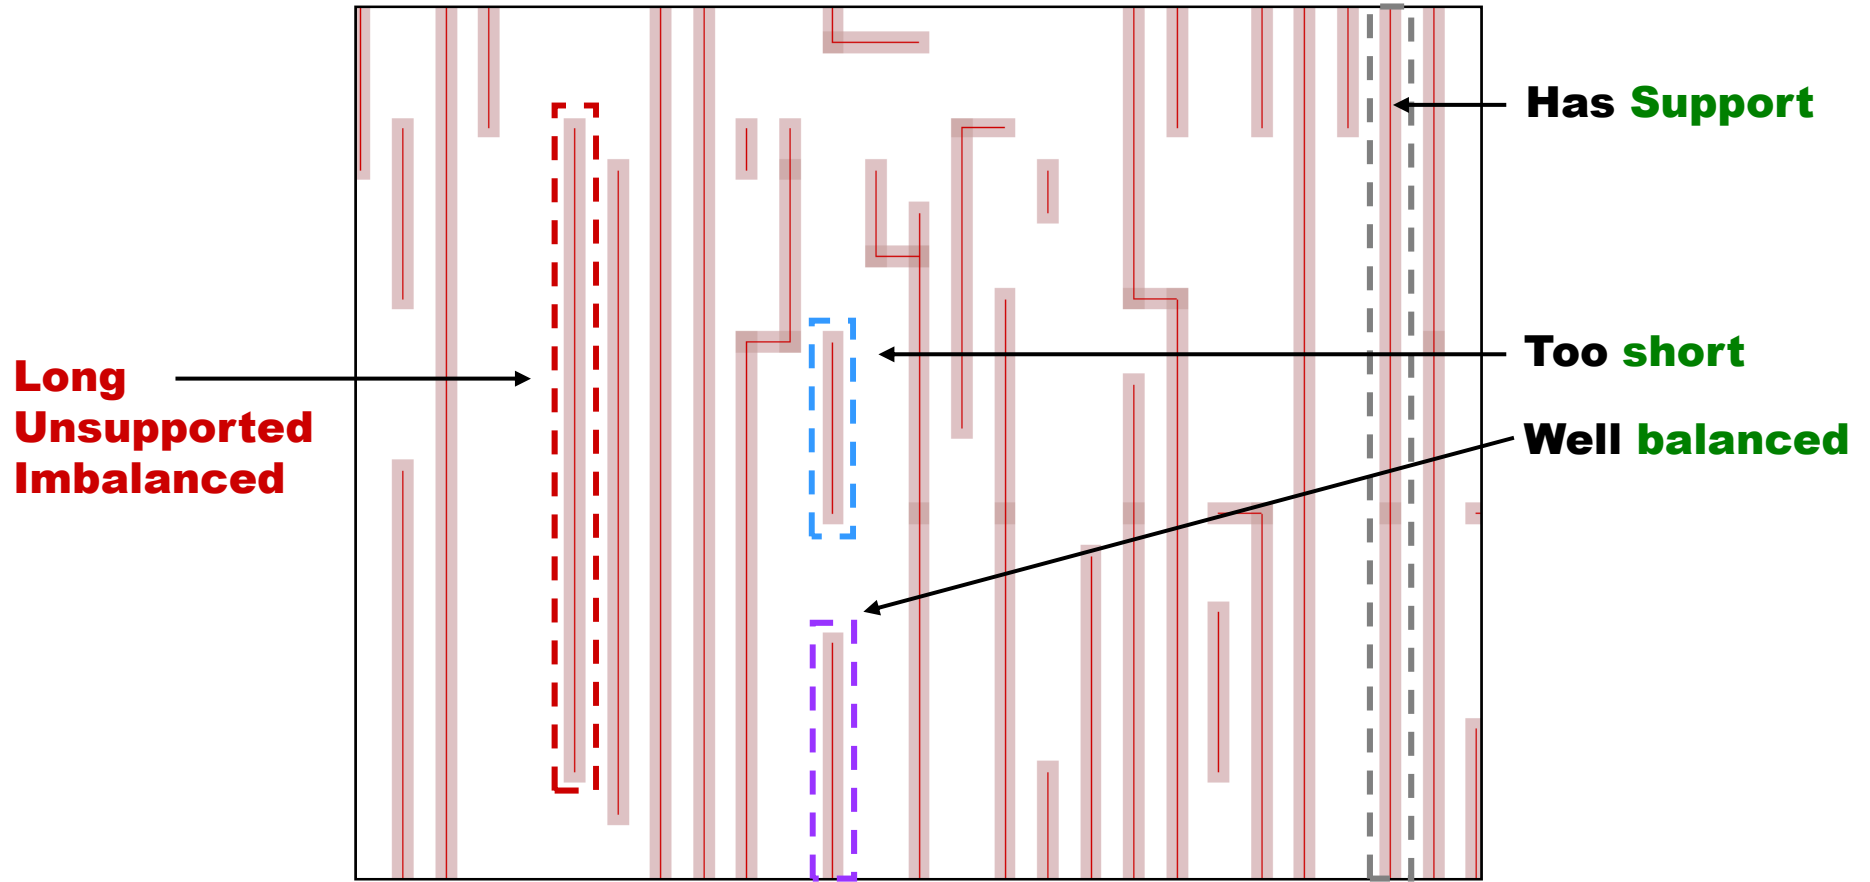 Long
Unsupported
Imbalanced
Has Support
Too short
Well balanced